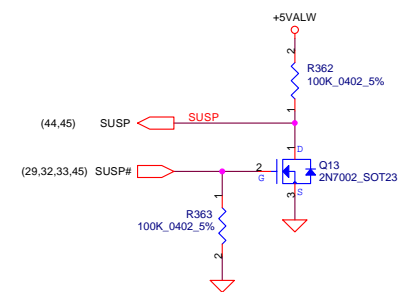 +5VALW
2
R362
100K_0402_5%
1
(44,45) SUSP SUSP
1 D
(29,32,33,45) SUSP# 2 G
Q13
2N7002_SOT23
3 S
1
R363
100K_0402_5%
2